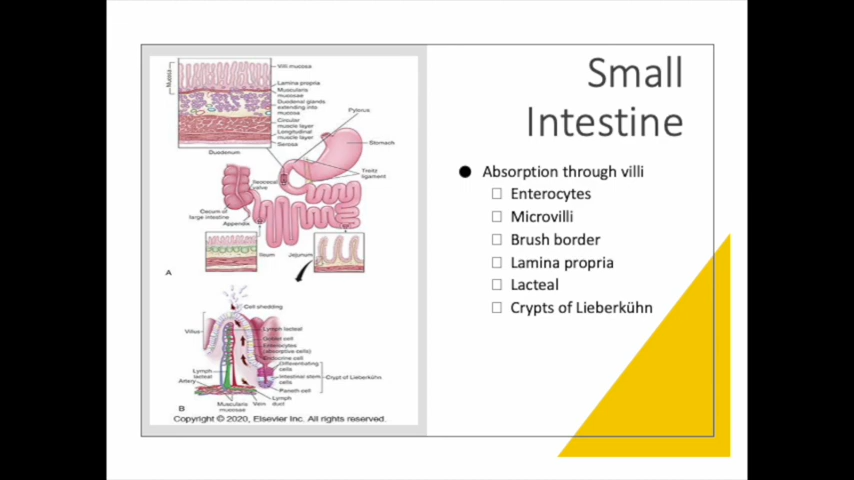 Small
Intestine
Mucosa
Villi mucosa
Lamina propria
Muscularis
mucosae
Duodenal glands
extending into
mucosa
Circular
muscle layer
Longitudinal
muscle layer
Serosa
Duodenum
Pylorus
Stomach
Treitz
ligament
Ileocecal
valve
Cecum of
large intestine
Appendix
Ileum
Jejunum
A
Cell shedding
Villus
Lymph lacteal
Goblet cell
Enterocytes
(absorptive cells)
Endocrine cell
Differentiating
cells
Intestinal stem
cells
Crypt of Lieberkühn
Paneth cell
Lymph
lacteal
Artery
Muscularis
mucosae
Vein
Lymph
duct
B
Copyright © 2020, Elsevier Inc. All rights reserved.
● Absorption through villi
□ Enterocytes
□ Microvilli
□ Brush border
□ Lamina propria
□ Lacteal
□ Crypts of Lieberkühn